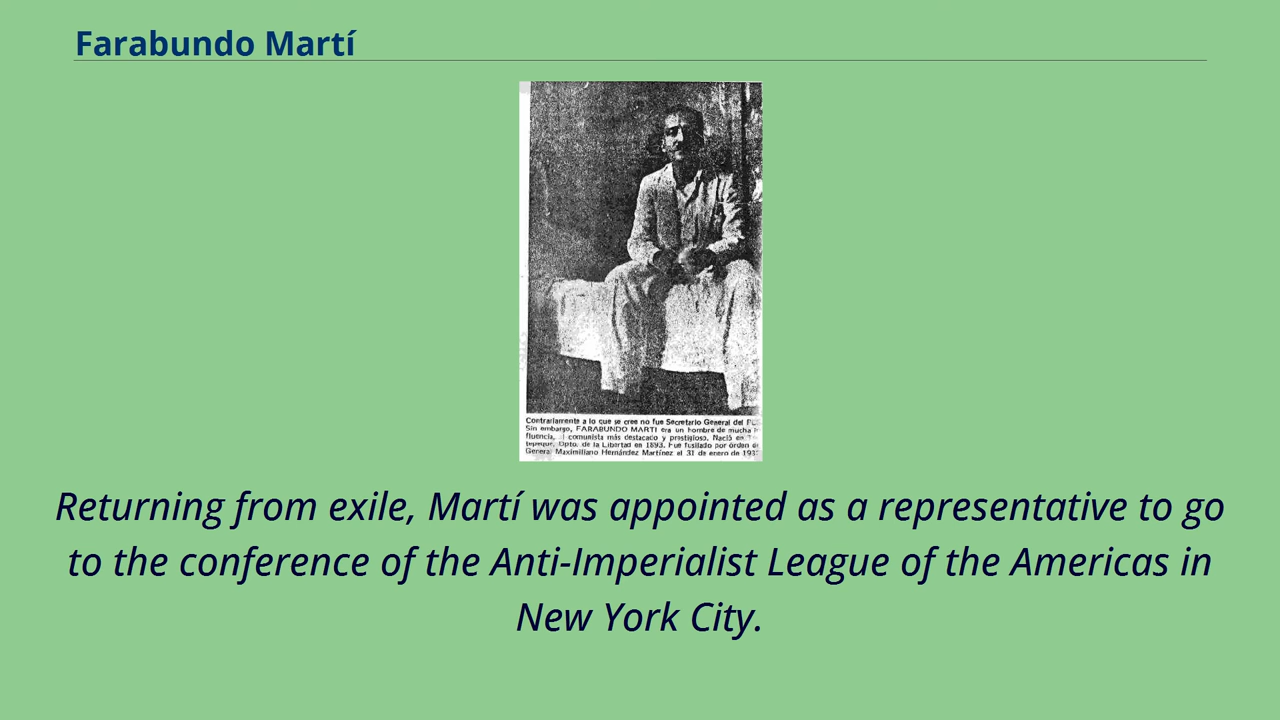 Farabundo Martí
Contrariamente a lo que se cree no fue Secretario General del
Sin embargo, FARABUNDO MARTI era un hombre de mucha
fluencia, comunista más destacado y prestigioso. Nació en
tepeque, Dpto. de la Libertad en 1893. Fue fusilado por órden
General Maximiliano Hernández Martínez el 31 de enero de
Returning from exile, Martí was appointed as a representative to go
to the conference of the Anti-Imperialist League of the Americas in
New York City.